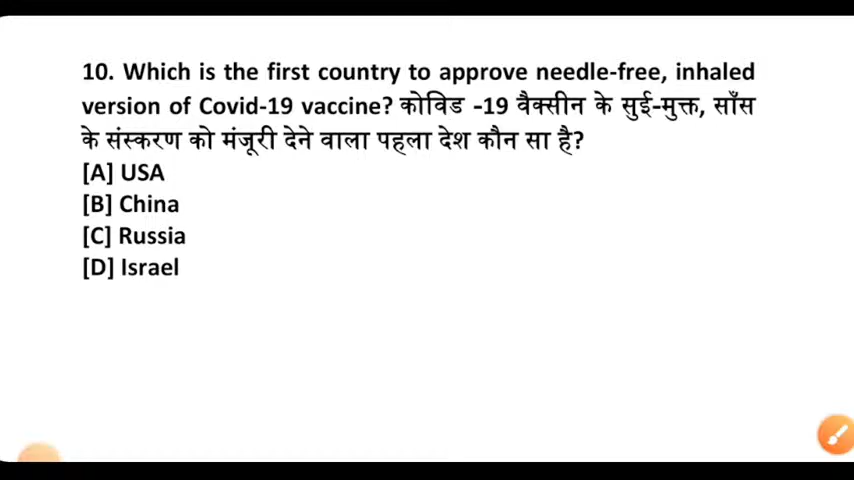 10. Which is the first country to approve needle-free, inhaled
version of Covid-19 vaccine? कोविड -19 वैक्सीन के सुई-मुक्त, साँस
के संस्करण को मंजूरी देने वाला पहला देश कौन सा है?
[A] USA
[B] China
[C] Russia
[D] Israel